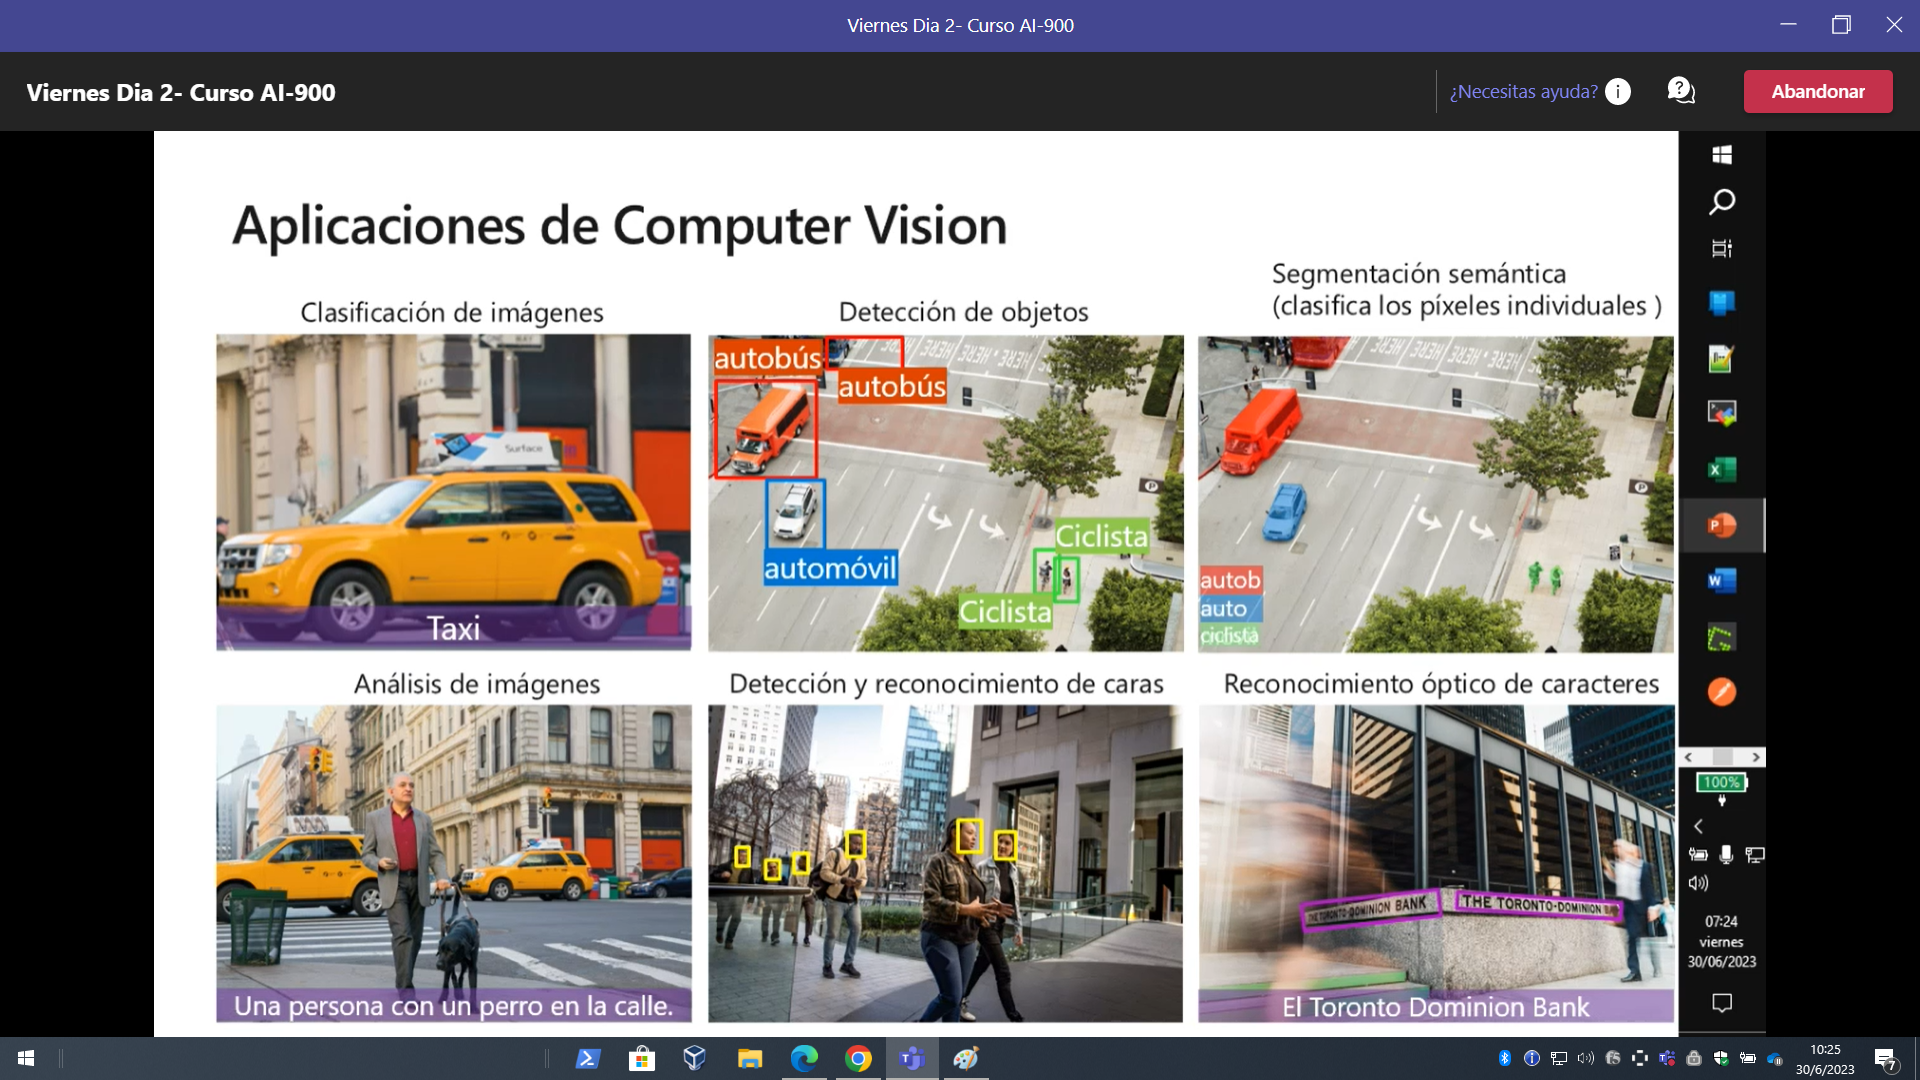 Viernes Dia 2- Curso AI-900
Viernes Dia 2- Curso AI-900
¿Necesitas ayuda?
Abandonar
Aplicaciones de Computer Vision
Clasificación de imágenes
Detección de objetos
Segmentación semántica
(clasifica los píxeles individuales )
Surface
Taxi
autobús
autobús
automóvil
Ciclista
Ciclista
autob
auto
ciclista
Análisis de imágenes
Detección y reconocimiento de caras
Reconocimiento óptico de caracteres
Una persona con un perro en la calle.
THE TORONTO-DOMINION BANK
THE TORONTO-DOMINION
El Toronto Dominion Bank
100%
07:24
viernes
30/06/2023
10:25
30/6/2023
7